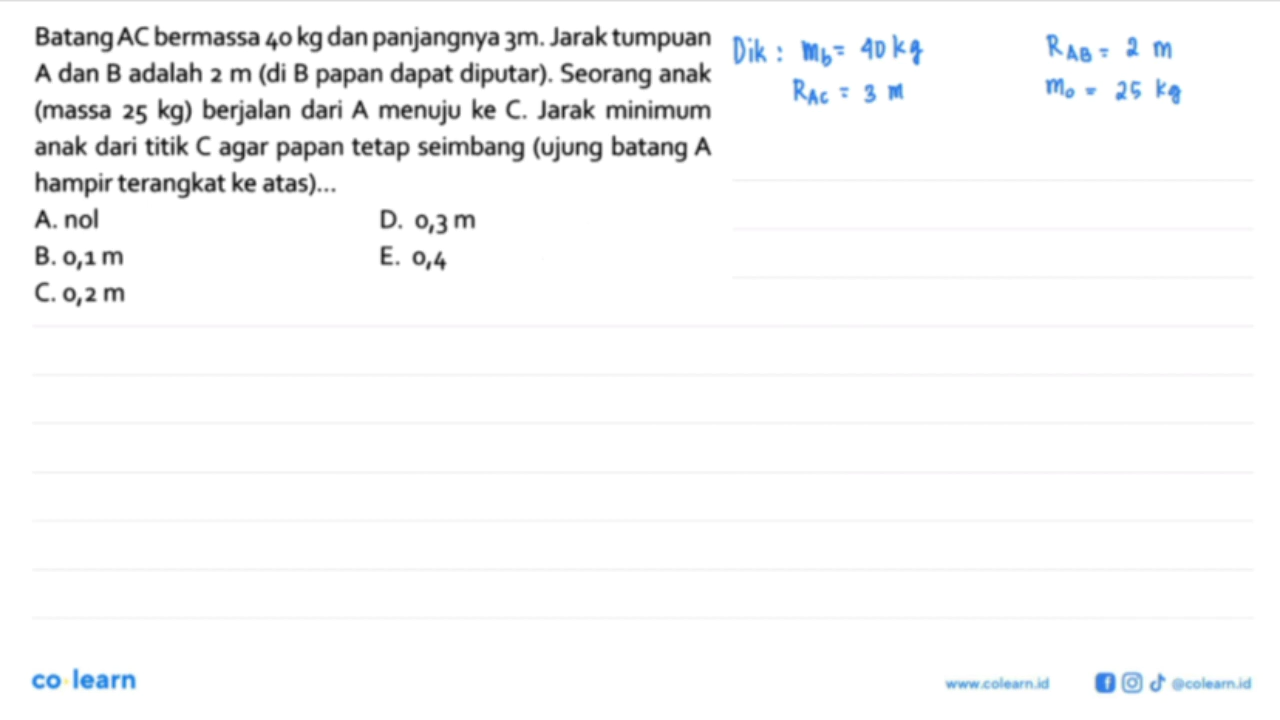 Batang AC bermassa 40 kg dan panjangnya 3m. Jarak tumpuan
A dan B adalah 2 m (di B papan dapat diputar). Seorang anak
(massa 25 kg) berjalan dari A menuju ke C. Jarak minimum
anak dari titik C agar papan tetap seimbang (ujung batang A
hampir terangkat ke atas)...
A. nol
D. 0,3 m
B. 0,1 m
E. 0,4
C. 0,2 m
Dik : mb = 40 kg
RAB = 2 m
RAC = 3 m
mo = 25 kg
co learn
www.colearn.id
@colearn.id